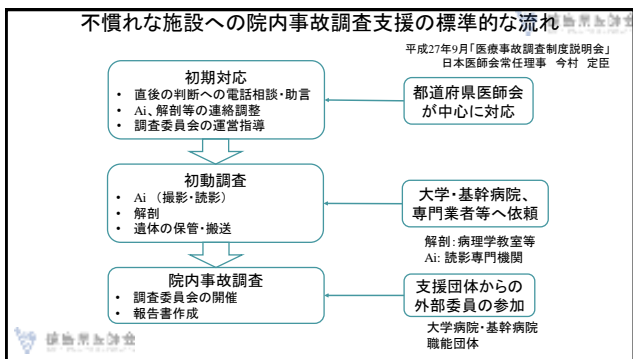 不慣れな施設への院内事故調査支援の標準的な流れ
平成27年9月「医療事故調査制度説明会」
日本医師会常任理事　今村　定臣
初期対応
・ 直後の判断への電話相談・助言
・ Ai、解剖等の連絡調整
・ 調査委員会の運営指導
都道府県医師会
が中心に対応
初動調査
・ Ai （撮影・読影）
・ 解剖
・ 遺体の保管・搬送
大学・基幹病院、
専門業者等へ依頼
解剖：病理学教室等
Ai: 読影専門機関
院内事故調査
・ 調査委員会の開催
・ 報告書作成
支援団体からの
外部委員の参加
大学病院・基幹病院
職能団体